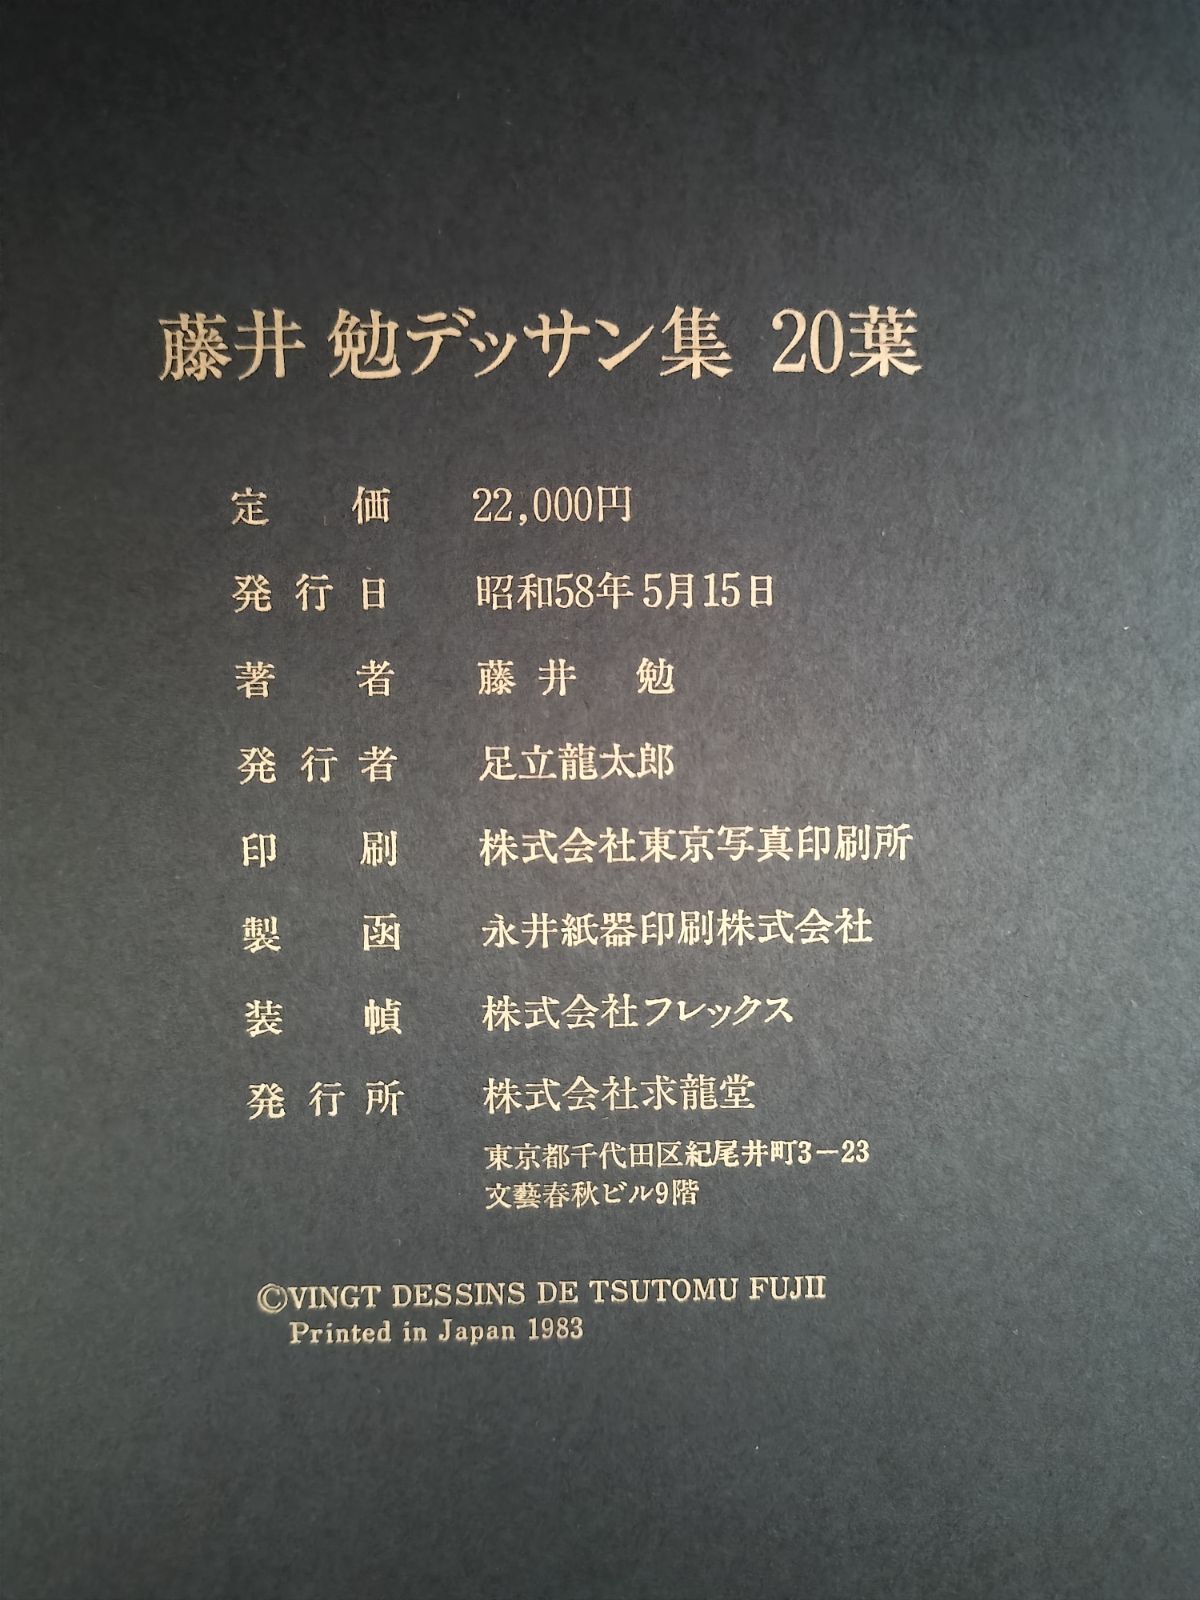 藤井 勉デッサン集 20葉
定価 22,000円
発行日 昭和58年5月15日
著者 藤井 勉
発行者 足立龍太郎
印刷 株式会社東京写真印刷所
製函 永井紙器印刷株式会社
装幀 株式会社フレックス
発行所 株式会社求龍堂
東京都千代田区紀尾井町3−23
文藝春秋ビル9階
©VINGT DESSINS DE TSUTOMU FUJII
Printed in Japan 1983